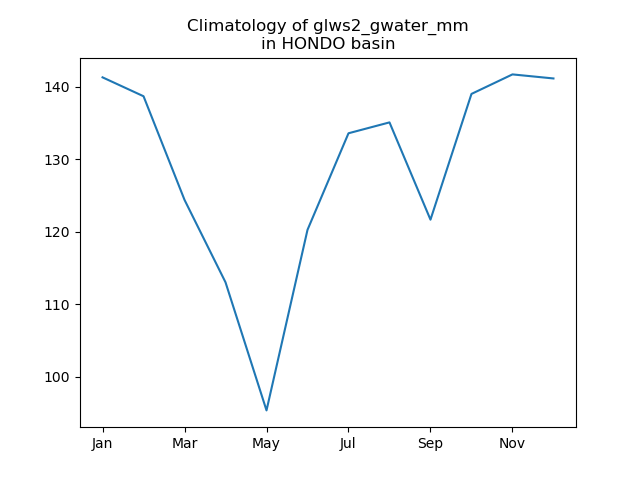 Climatology of glws2_gwater_mm
in HONDO basin
140
130
120
110
100
Jan
Mar
May
Jul
Sep
Nov